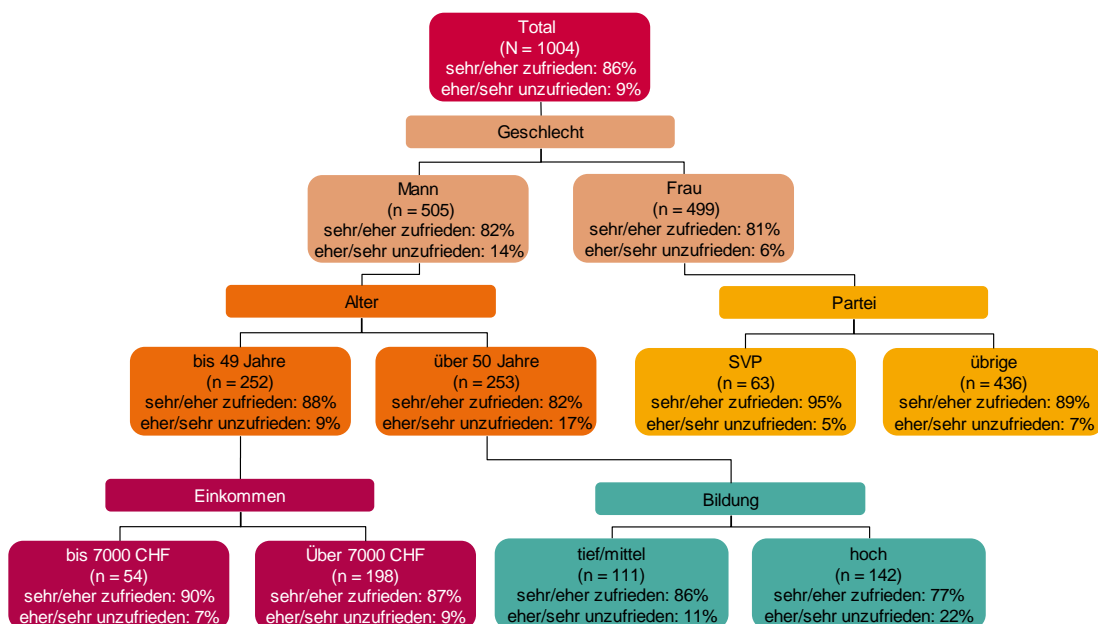 Total
(N = 1004)
sehr/eher zufrieden: 86%
eher/sehr unzufrieden: 9%
Geschlecht
Mann
(n = 505)
sehr/eher zufrieden: 82%
eher/sehr unzufrieden: 14%
Frau
(n = 499)
sehr/eher zufrieden: 81%
eher/sehr unzufrieden: 6%
Alter
Partei
bis 49 Jahre
(n = 252)
sehr/eher zufrieden: 88%
eher/sehr unzufrieden: 9%
über 50 Jahre
(n = 253)
sehr/eher zufrieden: 82%
eher/sehr unzufrieden: 17%
SVP
(n = 63)
sehr/eher zufrieden: 95%
eher/sehr unzufrieden: 5%
übrige
(n = 436)
sehr/eher zufrieden: 89%
eher/sehr unzufrieden: 7%
Einkommen
Bildung
bis 7000 CHF
(n = 54)
sehr/eher zufrieden: 90%
eher/sehr unzufrieden: 7%
Über 7000 CHF
(n = 198)
sehr/eher zufrieden: 87%
eher/sehr unzufrieden: 9%
tief/mittel
(n = 111)
sehr/eher zufrieden: 86%
eher/sehr unzufrieden: 11%
hoch
(n = 142)
sehr/eher zufrieden: 77%
eher/sehr unzufrieden: 22%